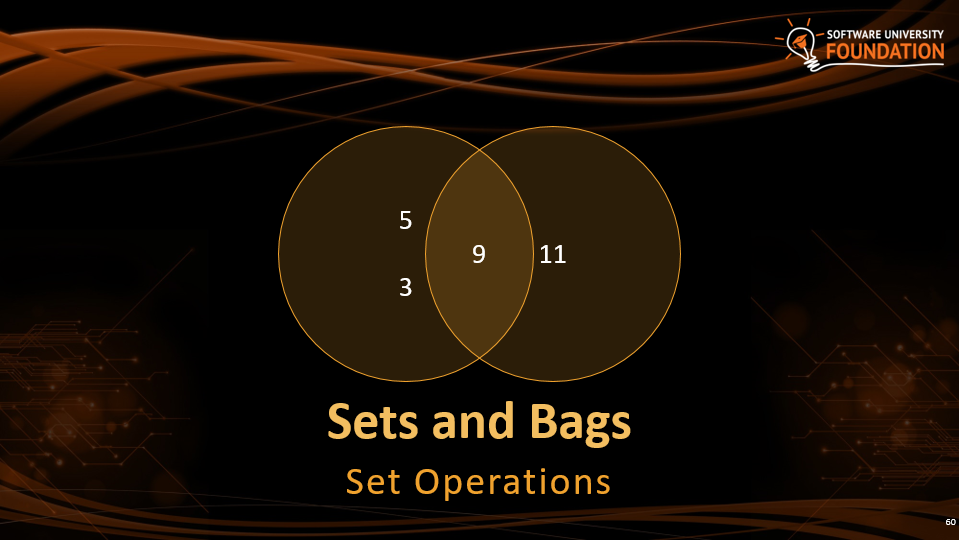 SOFTWARE UNIVERSITY
FOUNDATION
5
9 11
3
Sets and Bags
Set Operations
60